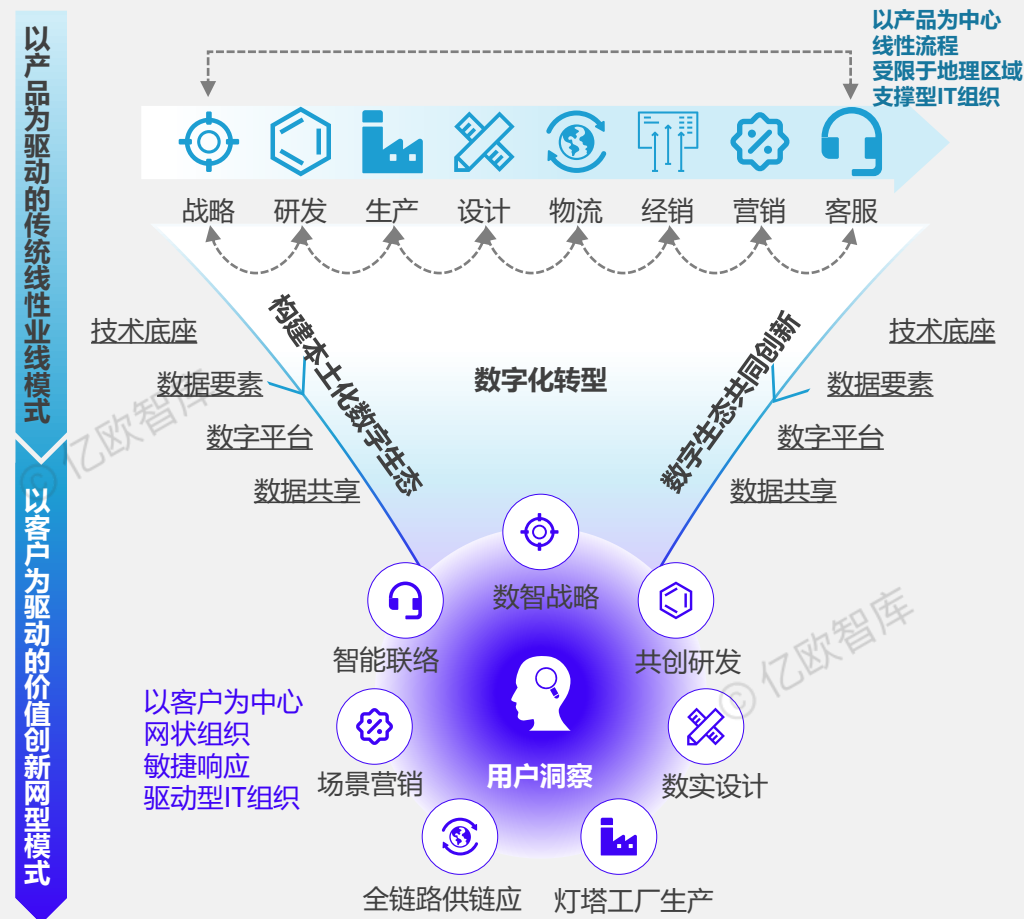 以产品为驱动的传统线性业线模式
以客户为驱动的价值创新网型模式
以产品为中心
线性流程
受限于地理区域
支撑型IT组织
战略
研发
生产
设计
物流
经销
营销
客服
构建本土化数字生态
数字化转型
数字生态共同创新
技术底座
数据要素
数字平台
数据共享
技术底座
数据要素
数字平台
数据共享
数智战略
智能联络
共创研发
以客户为中心
网状组织
敏捷响应
驱动型IT组织
场景营销
用户洞察
数实设计
全链路供链应
灯塔工厂生产
© 亿欧智库
© 亿欧智库